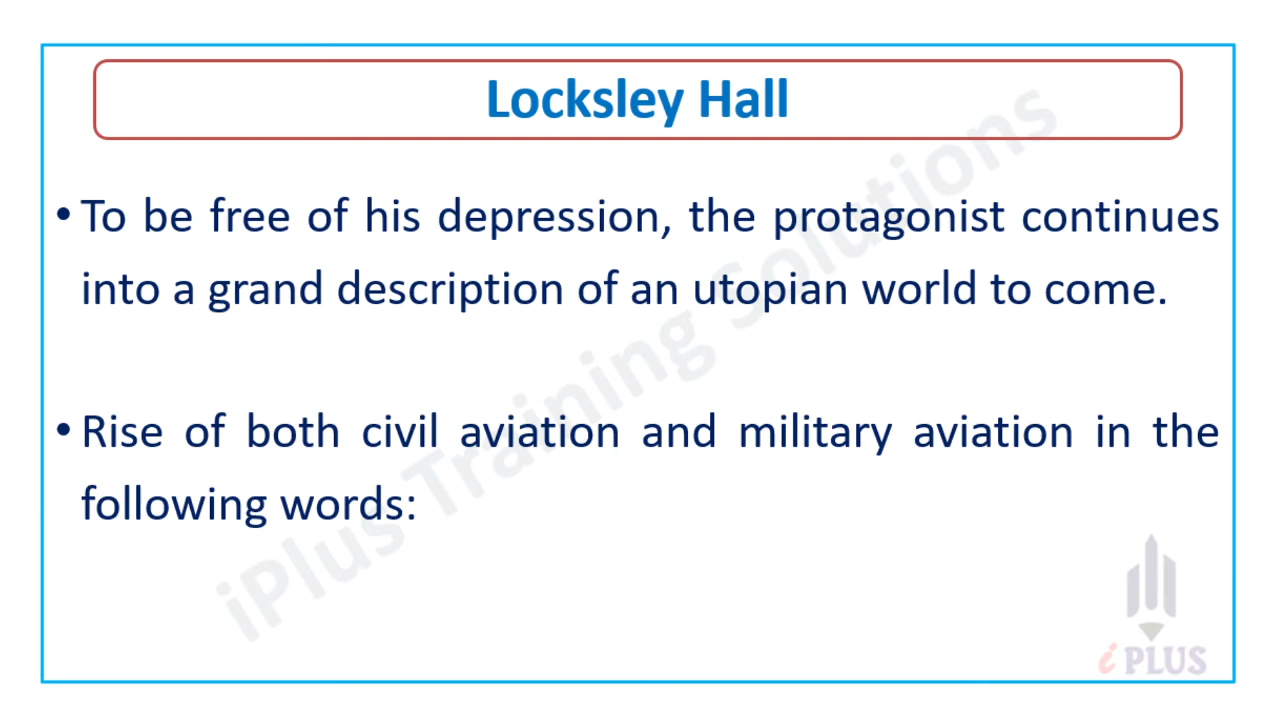 Locksley Hall
• To be free of his depression, the protagonist continues
into a grand description of an utopian world to come.
• Rise of both civil aviation and military aviation in the
following words:
iPlus Training Solutions
i PLUS